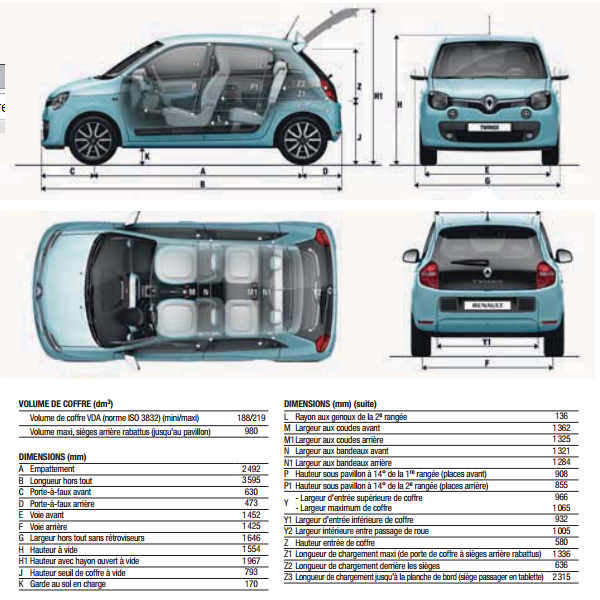 re
Z
Z2
Z1
P1
H1
H
K
J
C
A
D
B
TWINGO
E
G
M
N
M1
N1
Y2
RENAULT
Y1
F
VOLUME DE COFFRE (dm³)
Volume de coffre VDA (norme ISO 3832) (mini/maxi) 188/219
Volume maxi, sièges arrière rabattus (jusqu'au pavillon) 980
DIMENSIONS (mm)
A Empattement 2 492
B Longueur hors tout 3 595
C Porte-à-faux avant 630
D Porte-à-faux arrière 473
E Voie avant 1 452
F Voie arrière 1 425
G Largeur hors tout sans rétroviseurs 1 646
H Hauteur à vide 1 554
H1 Hauteur avec hayon ouvert à vide 1 967
J Hauteur seuil de coffre à vide 793
K Garde au sol en charge 170
DIMENSIONS (mm) (suite)
L Rayon aux genoux de la 2e rangée 136
M Largeur aux coudes avant 1 362
M1 Largeur aux coudes arrière 1 325
N Largeur aux bandeaux avant 1 321
N1 Largeur aux bandeaux arrière 1 284
P Hauteur sous pavillon à 14° de la 1re rangée (places avant) 908
P1 Hauteur sous pavillon à 14° de la 2e rangée (places arrière) 855
Y - Largeur d'entrée supérieure de coffre 966
- Largeur maximum de coffre 1 065
Y1 Largeur d'entrée inférieure de coffre 932
Y2 Largeur intérieure entre passage de roue 1 005
Z Hauteur entrée de coffre 580
Z1 Longueur de chargement maxi (de porte de coffre à sièges arrière rabattus) 1 336
Z2 Longueur de chargement derrière les sièges 636
Z3 Longueur de chargement jusqu'à la planche de bord (siège passager en tablette) 2 315